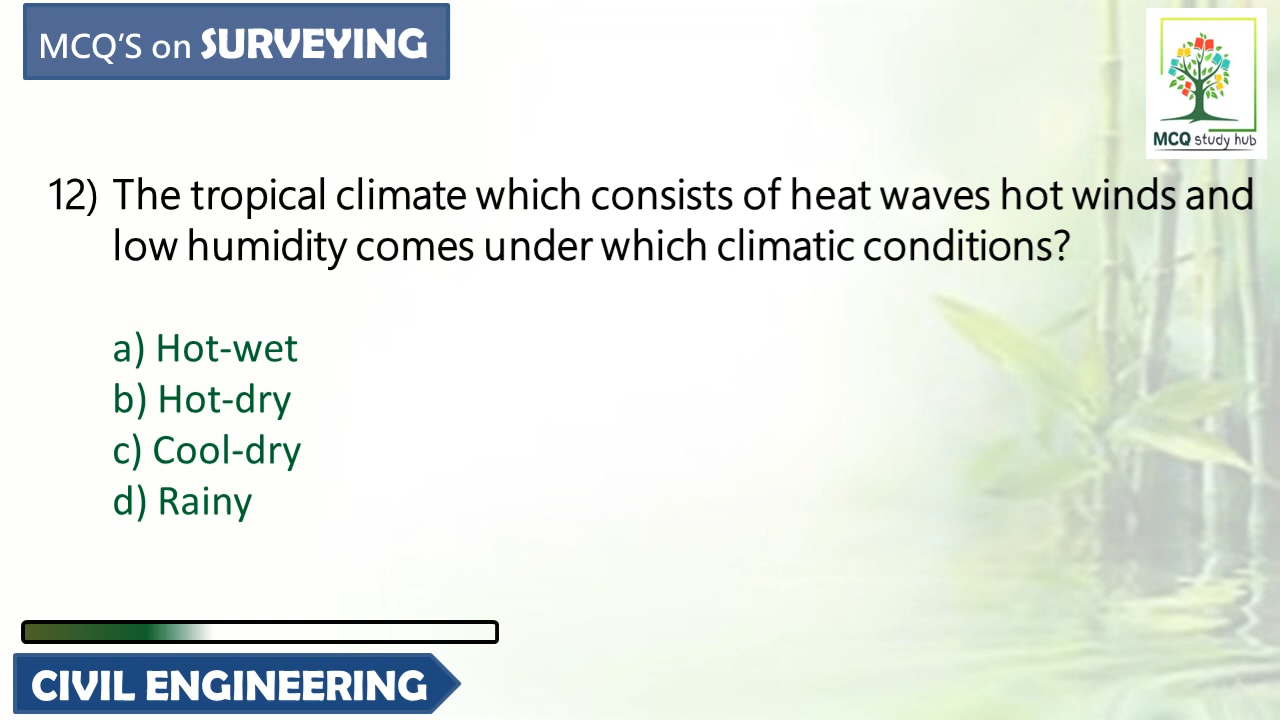 MCQ'S on SURVEYING
MCQ study hub
12) The tropical climate which consists of heat waves hot winds and
low humidity comes under which climatic conditions?
a) Hot-wet
b) Hot-dry
c) Cool-dry
d) Rainy
CIVIL ENGINEERING